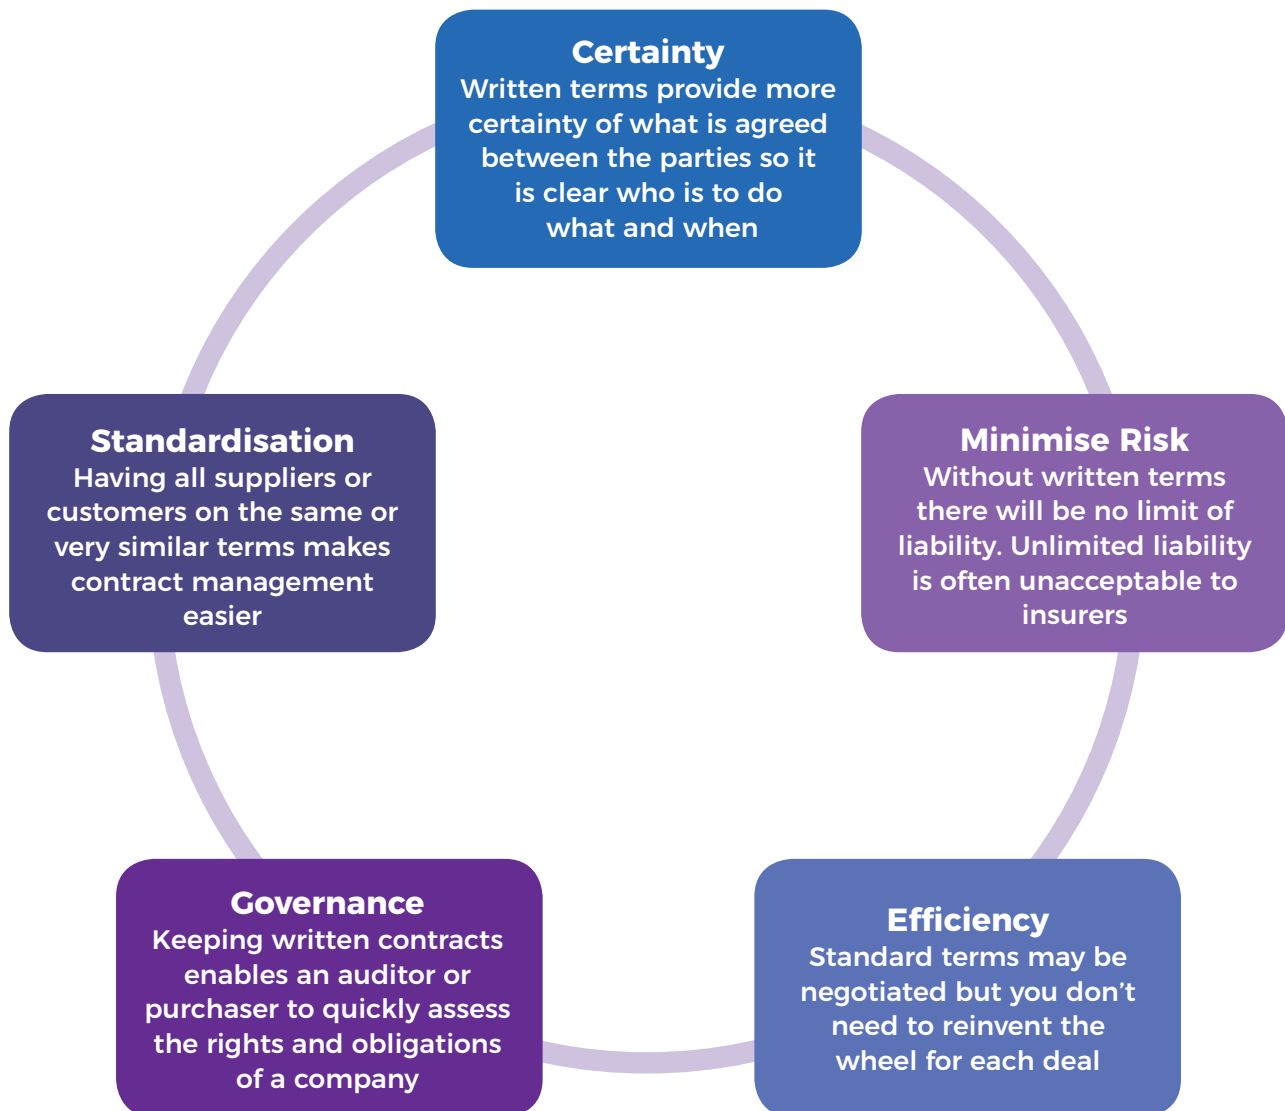 Certainty
Written terms provide more
certainty of what is agreed
between the parties so it
is clear who is to do
what and when
Minimise Risk
Without written terms
there will be no limit of
liability. Unlimited liability
is often unacceptable to
insurers
Efficiency
Standard terms may be
negotiated but you don’t
need to reinvent the
wheel for each deal
Governance
Keeping written contracts
enables an auditor or
purchaser to quickly assess
the rights and obligations
of a company
Standardisation
Having all suppliers or
customers on the same or
very similar terms makes
contract management
easier